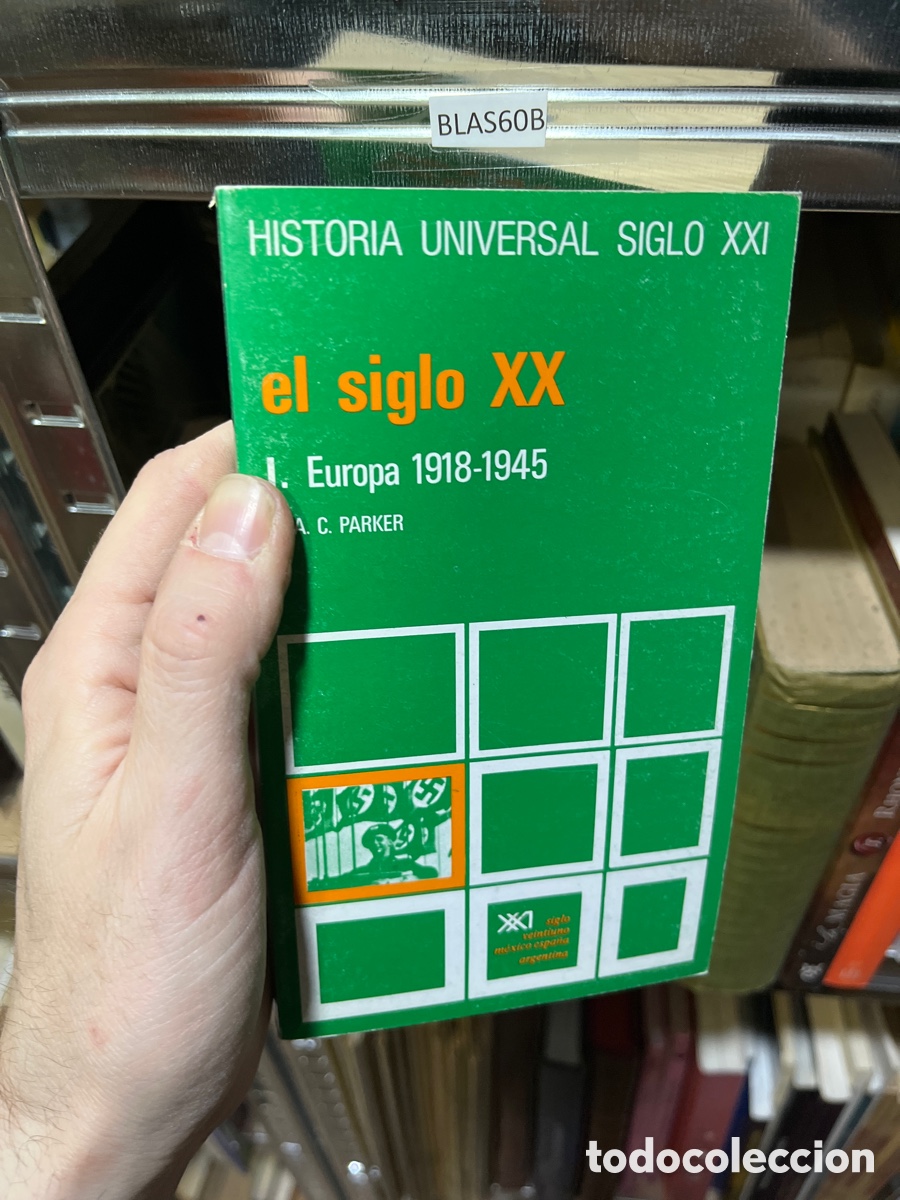 BLAS60B
HISTORIA UNIVERSAL SIGLO XXI
el siglo XX
I. Europa 1918-1945
A. C. PARKER
siglo
veintiuno
méxico españa
argentina
todocoleccion